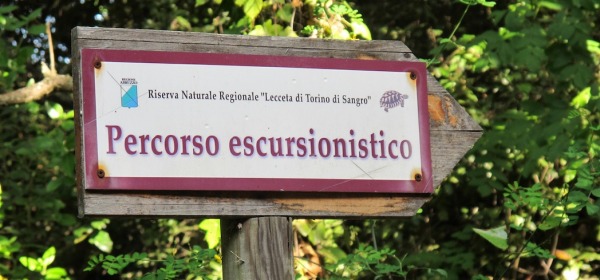 Riserva Naturale Regionale "Lecceta di Torino di Sangro"
Percorso escursionistico